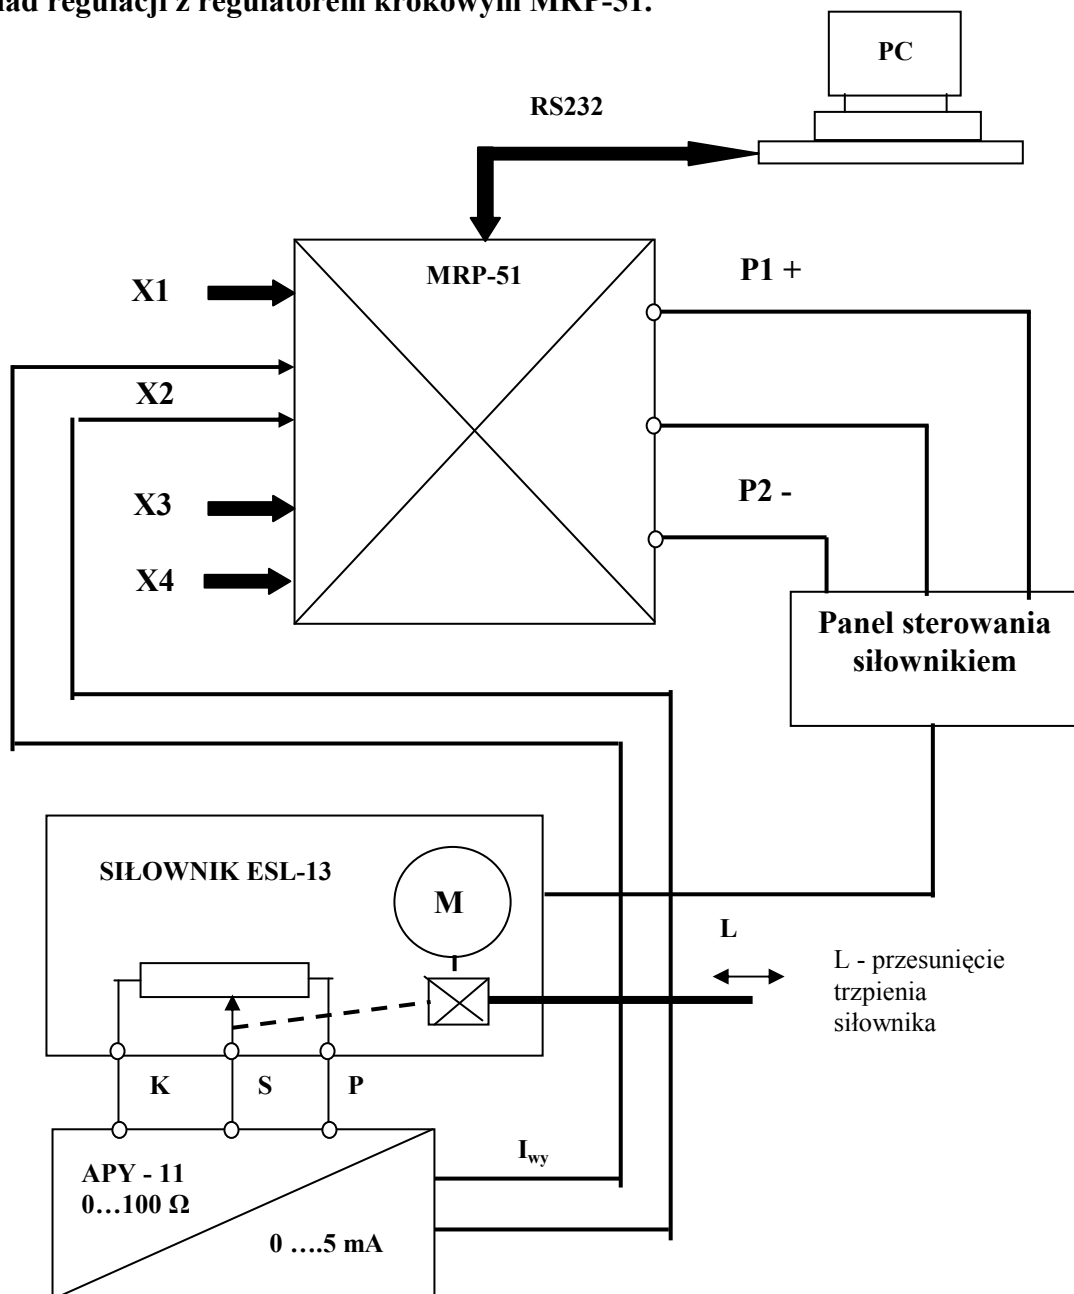 ład regulacji z regulatorem krokowym MRP-51.
PC
RS232
MRP-51
X1
P1 +
X2
X3
P2 -
X4
Panel sterowania
siłownikiem
SIŁOWNIK ESL-13
M
L
L - przesunięcie
trzpienia
siłownika
K
S
P
APY - 11
0…100 Ω
I_wy
0 ….5 mA